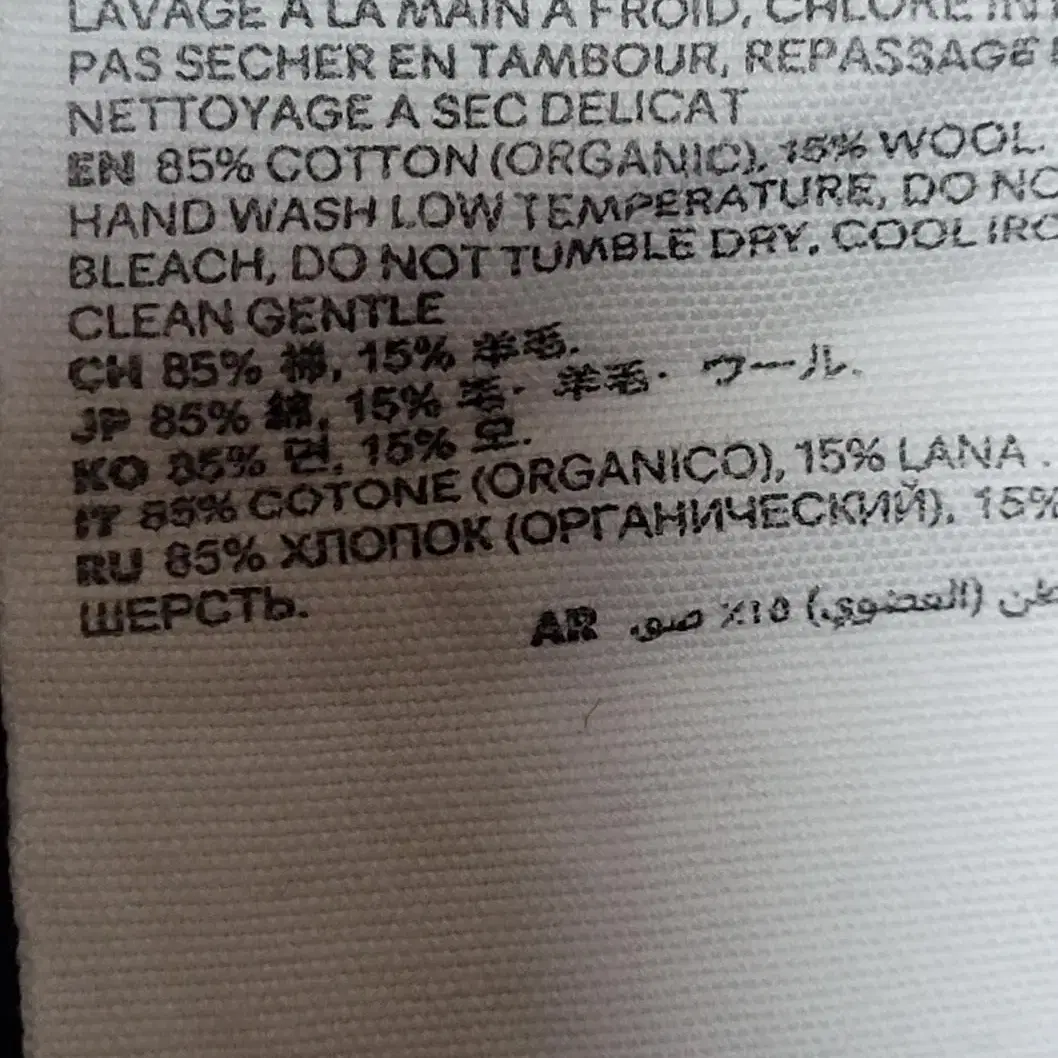 LAVAGE A LA MAIN A FROID, CHLORE
PAS SECHER EN TAMBOUR, REPASSAGE
NETTOYAGE A SEC DELICAT
EN 85% COTTON (ORGANIC), 15% WOOL.
HAND WASH LOW TEMPERATURE, DO NO
BLEACH, DO NOT TUMBLE DRY, COOL IRO
CLEAN GENTLE
CH 85% 棉, 15% 羊毛.
JP 85% 綿, 15% 毛· 羊毛· ウール.
KO 85% 면, 15% 모.
IT 85% COTONE (ORGANICO), 15% LANA .
RU 85% ХЛОПОК (ОРГАНИЧЕСКИЙ), 15%
ШЕРСТЬ.
AR (العضوي)